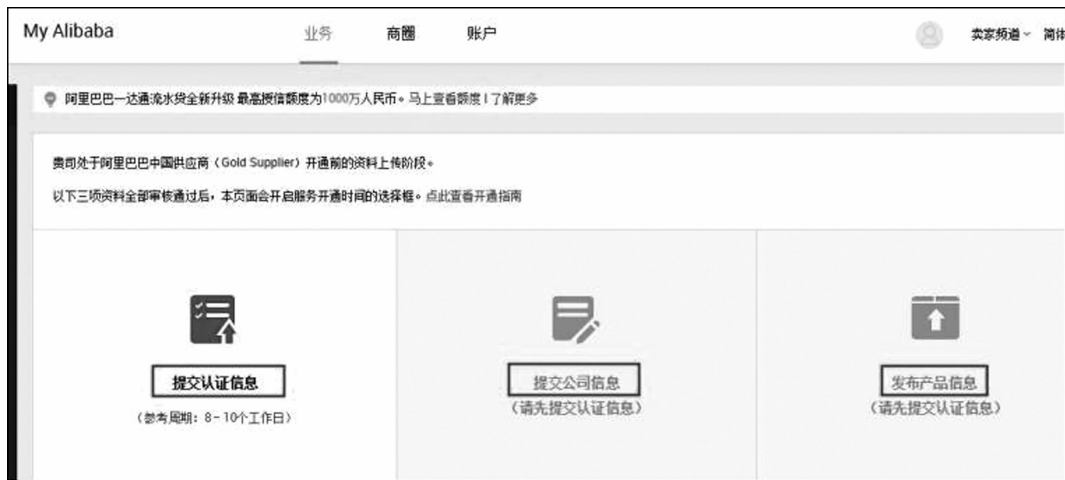 My Alibaba
业务
商圈
账户
卖家频道
简体
阿里巴巴一达通流水贷全新升级 最高授信额度为1000万人民币。马上查看额度 | 了解更多
贵司处于阿里巴巴中国供应商（Gold Supplier）开通前的资料上传阶段。
以下三项资料全部审核通过后，本页面会开启服务开通时间的选择框。点此查看开通指南
提交认证信息
（参考周期：8-10个工作日）
提交公司信息
（请先提交认证信息）
发布产品信息
（请先提交认证信息）